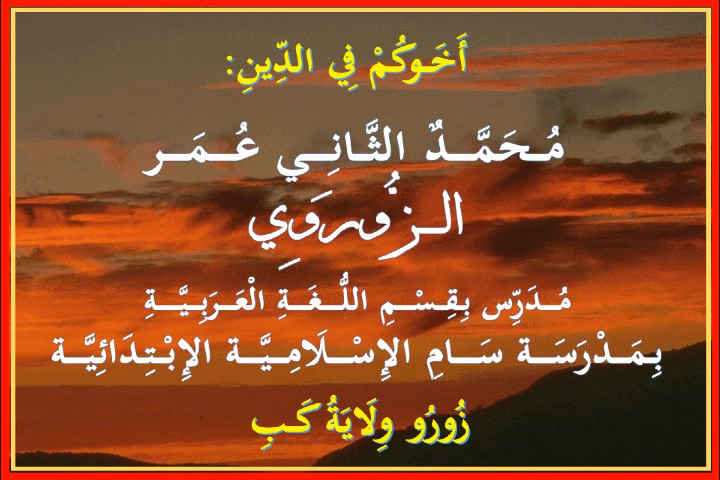 أَخَوكُمْ فِي الدِّينِ:
مُحَمَّدٌ الثَّانِي عُمَر
الزُّورَوِي
مُدَرِّس بِقِسْمِ اللُّغَةِ الْعَرَبِيَّةِ
بِمَدْرَسَة سَامِ الإِسْلَامِيَّة الإِبْتِدَائِيَّة
زُورُو وِلَايَةُ كَبِ